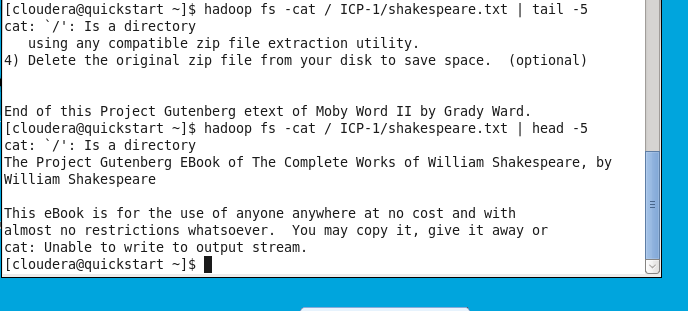 [cloudera@quickstart ~]$ hadoop fs -cat / ICP-1/shakespeare.txt | tail -5
cat: `/': Is a directory
   using any compatible zip file extraction utility.
4) Delete the original zip file from your disk to save space.  (optional)
End of this Project Gutenberg etext of Moby Word II by Grady Ward.
[cloudera@quickstart ~]$ hadoop fs -cat / ICP-1/shakespeare.txt | head -5
cat: `/': Is a directory
The Project Gutenberg EBook of The Complete Works of William Shakespeare, by
William Shakespeare
This eBook is for the use of anyone anywhere at no cost and with
almost no restrictions whatsoever.  You may copy it, give it away or
cat: Unable to write to output stream.
[cloudera@quickstart ~]$